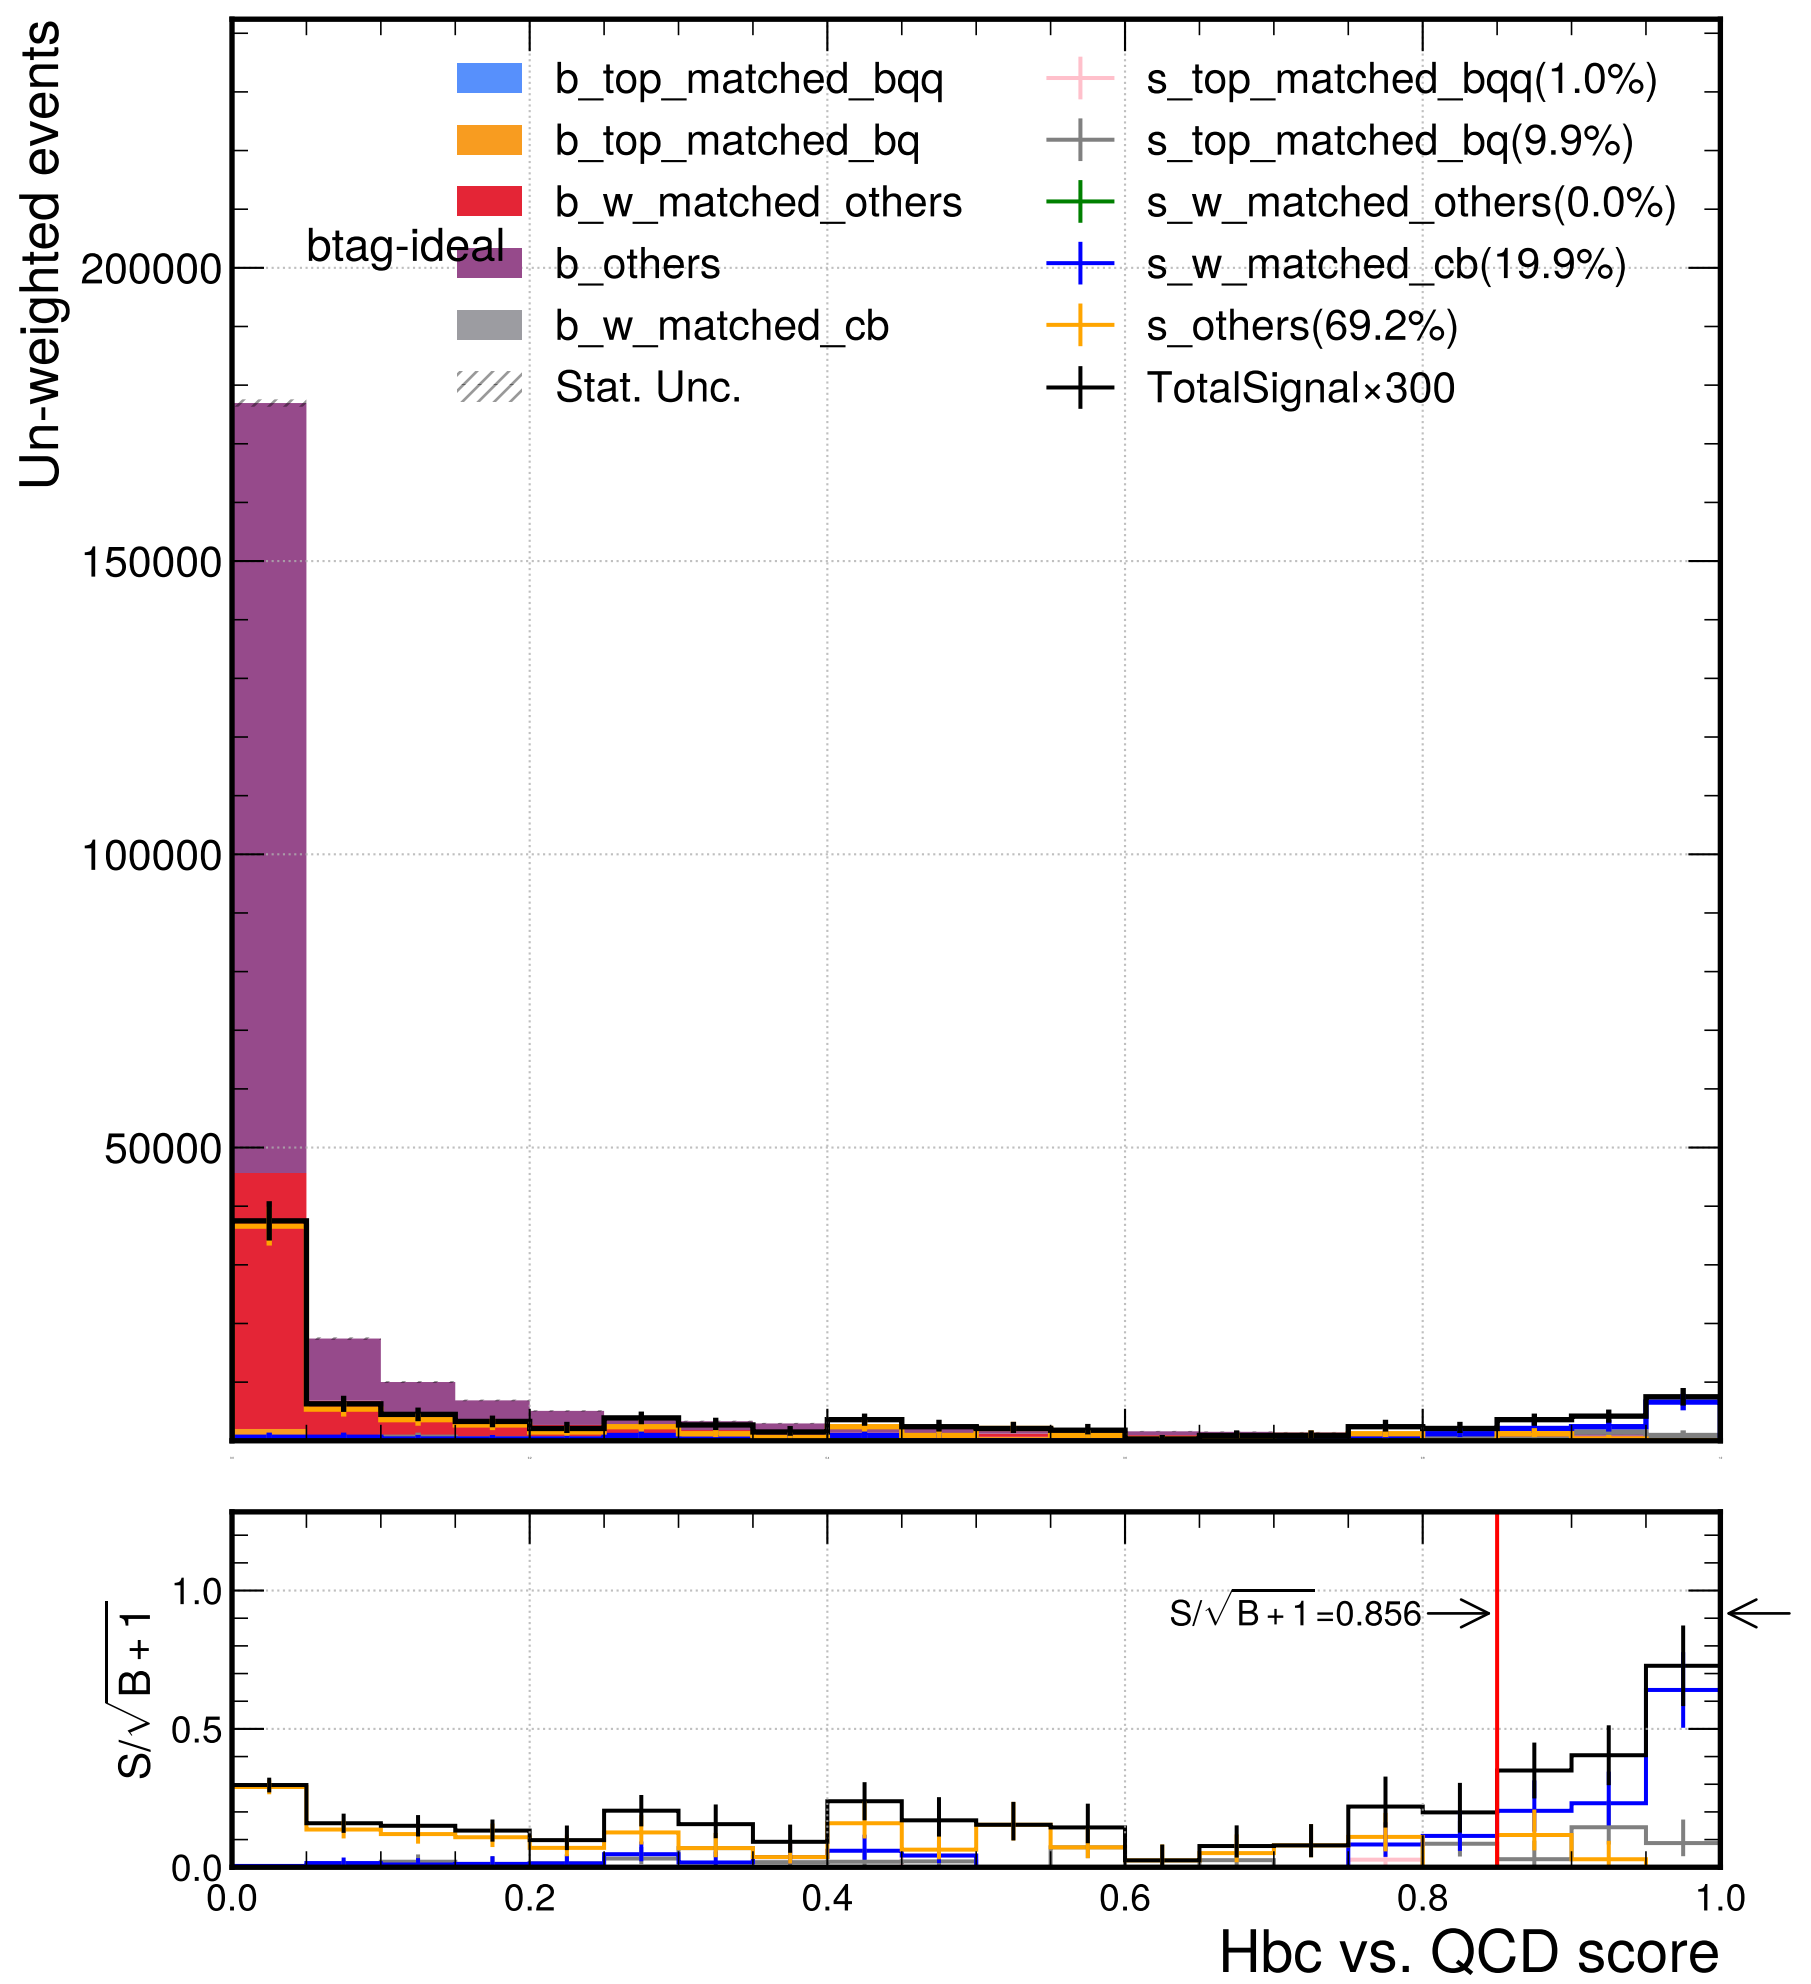 Un-weighted events
b_top_matched_bqq
b_top_matched_bq
b_w_matched_others
b_others
b_w_matched_cb
Stat. Unc.
s_top_matched_bqq(1.0%)
s_top_matched_bq(9.9%)
s_w_matched_others(0.0%)
s_w_matched_cb(19.9%)
s_others(69.2%)
TotalSignal×300
btag-ideal
200000
150000
100000
50000
S/√B + 1
1.0
0.5
0.0
S/√B + 1=0.856
0.0 0.2 0.4 0.6 0.8 1.0
Hbc vs. QCD score